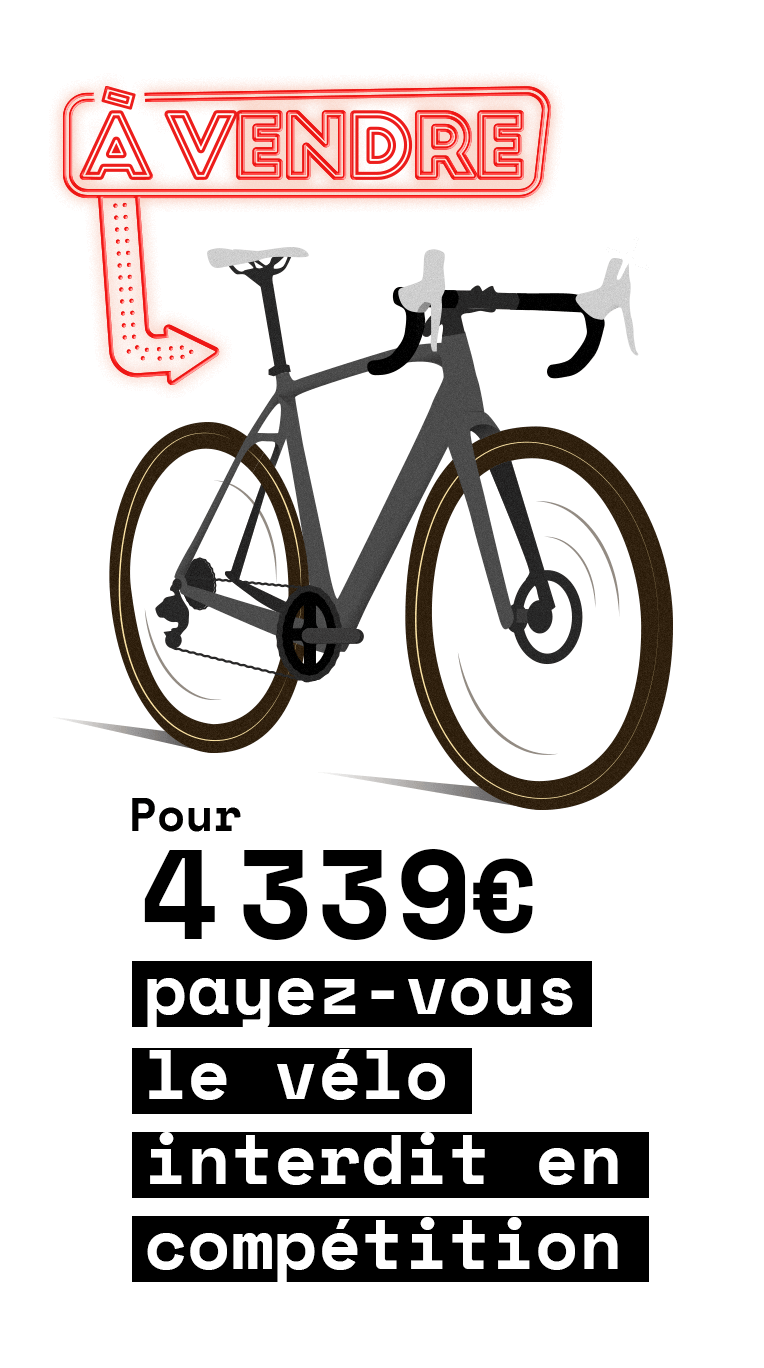 À VENDRE
Pour
4 339€
payez-vous
le vélo
interdit en
compétition